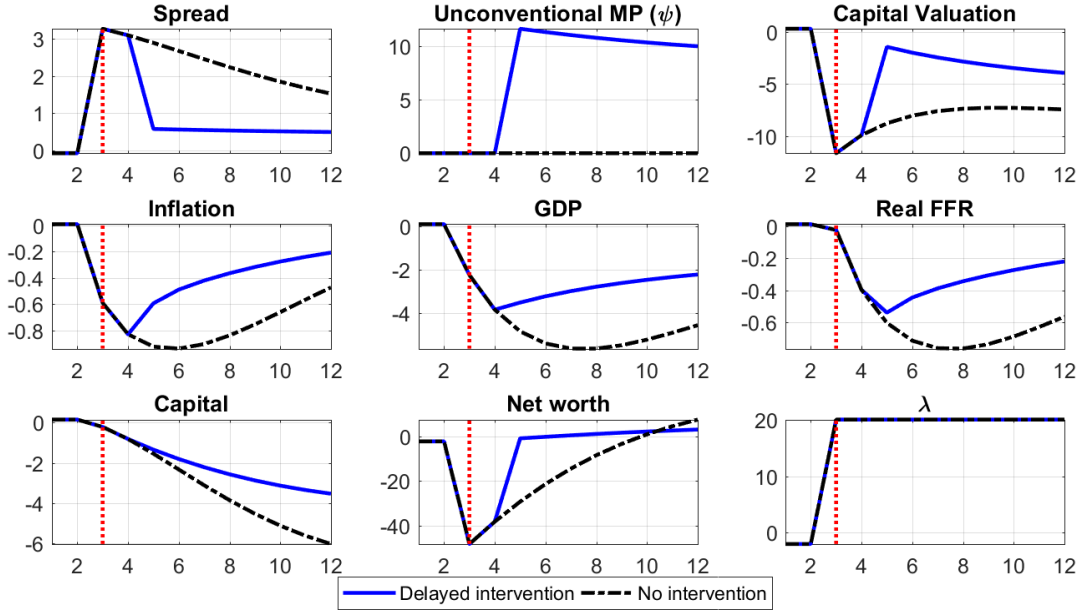 Spread
Unconventional MP (ψ)
Capital Valuation
3
2
1
0
2 4 6 8 10 12
10
5
0
2 4 6 8 10 12
0
-5
-10
2 4 6 8 10 12
Inflation
GDP
Real FFR
0
-0.2
-0.4
-0.6
-0.8
2 4 6 8 10 12
0
-2
-4
2 4 6 8 10 12
0
-0.2
-0.4
-0.6
2 4 6 8 10 12
Capital
Net worth
λ
0
-2
-4
-6
2 4 6 8 10 12
0
-20
-40
2 4 6 8 10 12
20
10
0
2 4 6 8 10 12
Delayed intervention
No intervention